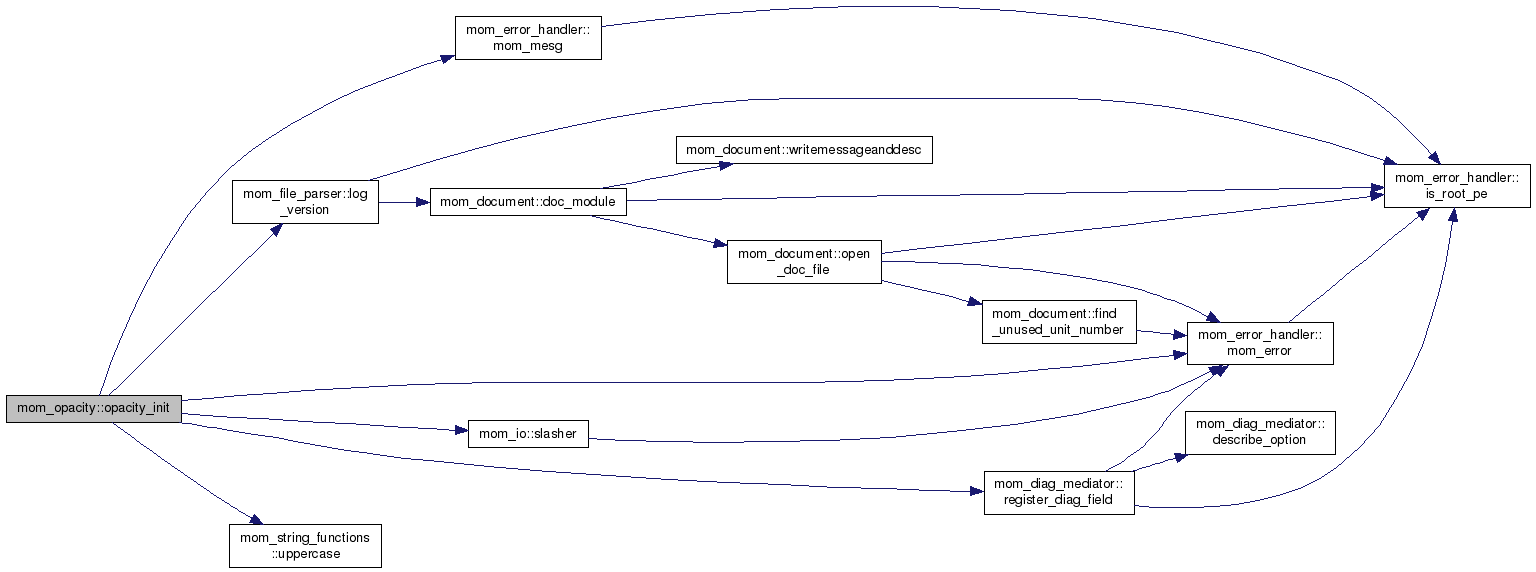 mom_error_handler::
mom_mesg
mom_document::writemessageanddesc
mom_error_handler::
is_root_pe
mom_file_parser::log
_version
mom_document::doc_module
mom_document::open
_doc_file
mom_document::find
_unused_unit_number
mom_error_handler::
mom_error
mom_opacity::opacity_init
mom_io::slasher
mom_diag_mediator::
describe_option
mom_diag_mediator::
register_diag_field
mom_string_functions
::uppercase